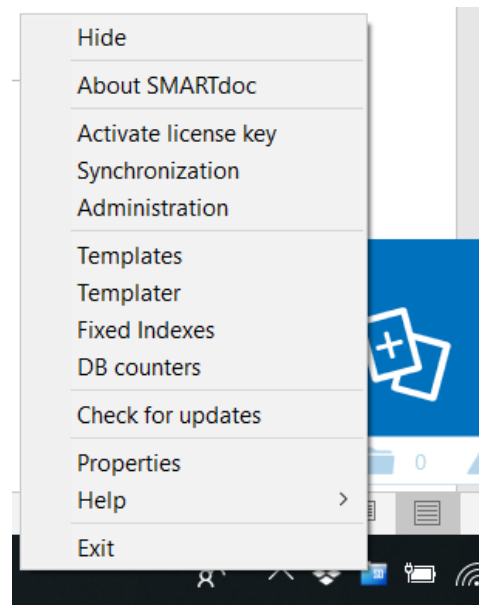 Hide
About SMARTdoc
Activate license key
Synchronization
Administration
Templates
Templater
Fixed Indexes
DB counters
Check for updates
Properties
0
Help
Exit
SD